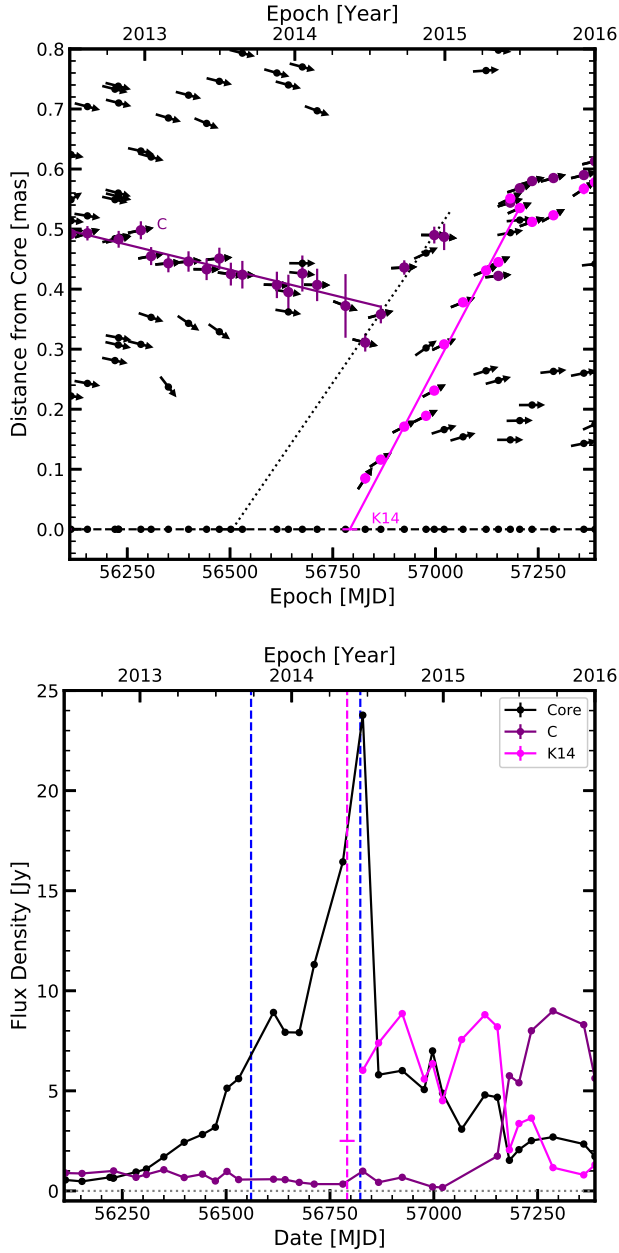 Epoch [Year]
2013 2014 2015 2016
0.8
0.7
0.6
0.5
0.4
0.3
0.2
0.1
0.0
Distance from Core [mas]
C
K14
56250 56500 56750 57000 57250
Epoch [MJD]
Epoch [Year]
2013 2014 2015 2016
25
20
15
10
5
0
Flux Density [Jy]
Core
C
K14
56250 56500 56750 57000 57250
Date [MJD]